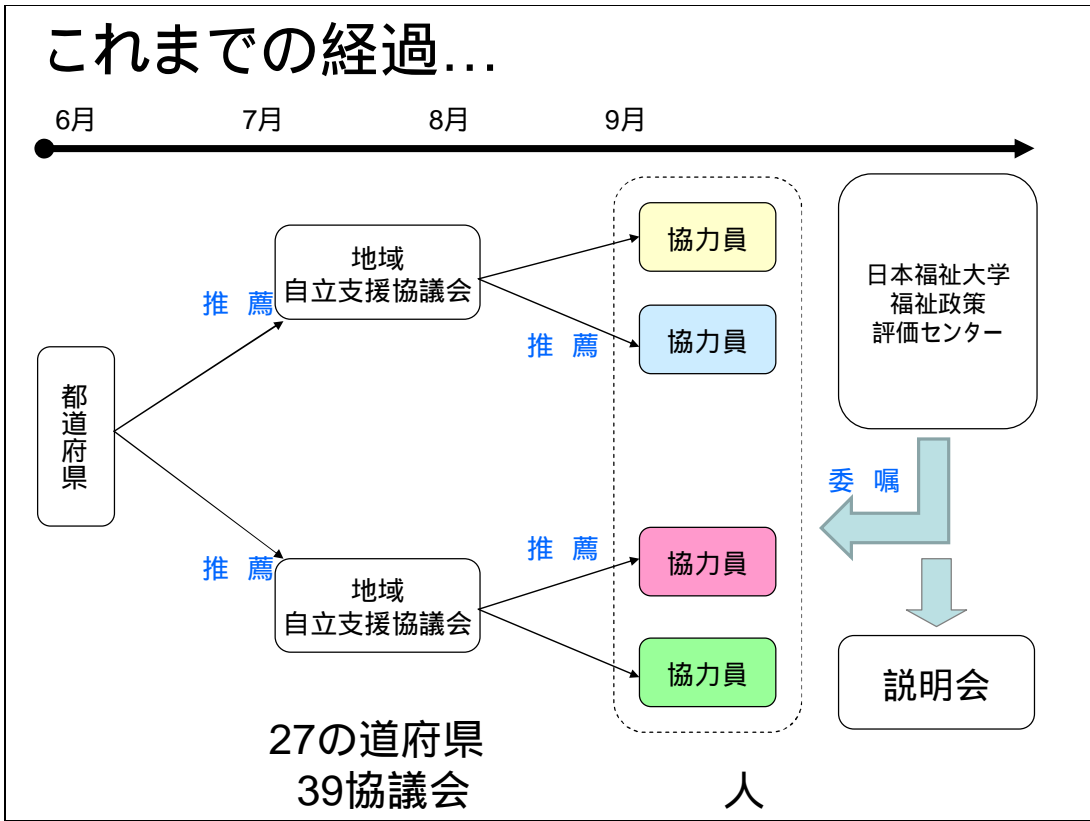 これまでの経過…
6月
7月
8月
9月
都道府県
推 薦
地域
自立支援協議会
推 薦
協力員
協力員
推 薦
地域
自立支援協議会
推 薦
協力員
協力員
日本福祉大学
福祉政策
評価センター
委 嘱
説明会
27の道府県
39協議会
人